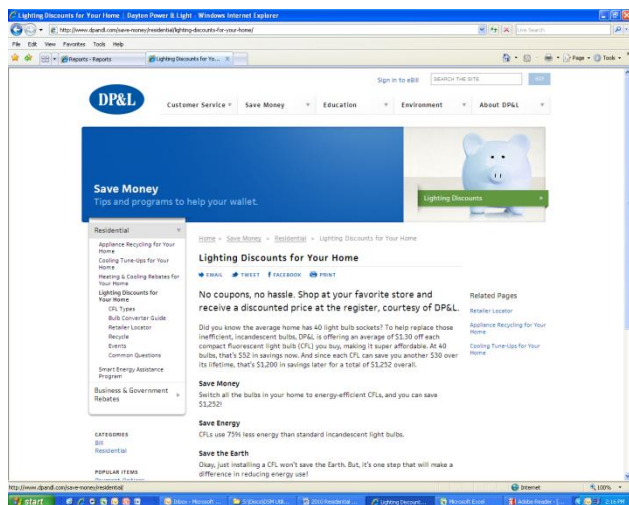 Lighting Discounts for Your Home | Dayton Power & Light - Windows Internet Explorer
http://www.dpandl.com/save-money/residential/lighting-discounts-for-your-home/
Live Search
File Edit View Favorites Tools Help
Reports - Reports
Lighting Discounts for Yo...
Page Tools
Sign in to eBill
SEARCH THE SITE
DP&L
Customer Service
Save Money
Education
Environment
About DP&L
Save Money
Tips and programs to help your wallet.
Lighting Discounts
Residential
Appliance Recycling for Your
Home
Cooling Tune-Ups for Your
Home
Heating & Cooling Rebates for
Your Home
Lighting Discounts for
Your Home
CFL Types
Bulb Converter Guide
Retailer Locator
Recycle
Events
Common Questions
Smart Energy Assistance
Program
Business & Government
Rebates
CATEGORIES
Bill
Residential
POPULAR ITEMS
Home » Save Money » Residential » Lighting Discounts for Your Home
Lighting Discounts for Your Home
EMAIL TWEET FACEBOOK PRINT
No coupons, no hassle. Shop at your favorite store and
receive a discounted price at the register, courtesy of DP&L.
Did you know the average home has 40 light bulb sockets? To help replace those
inefficient, incandescent bulbs, DP&L is offering an average of $1.30 off each
compact fluorescent light bulb (CFL) you buy, making it super affordable. At 40
bulbs, that's $52 in savings now. And since each CFL can save you another $30 over
its lifetime, that's $1,200 in savings later for a total of $1,252 overall.
Save Money
Switch all the bulbs in your home to energy-efficient CFLs, and you can save
$1,252!
Save Energy
CFLs use 75% less energy than standard incandescent light bulbs.
Save the Earth
Okay, just installing a CFL won't save the Earth. But, it's one step that will make a
difference in reducing energy use!
Related Pages
Retailer Locator
Appliance Recycling for Your
Home
Cooling Tune-Ups for Your
Home
http://www.dpandl.com/save-money/residential/
Internet
100%
start
Inbox - Microsoft ...
2010 Residential ...
Lighting Discount...
Microsoft Excel
Adobe Reader - [...
2:16 PM